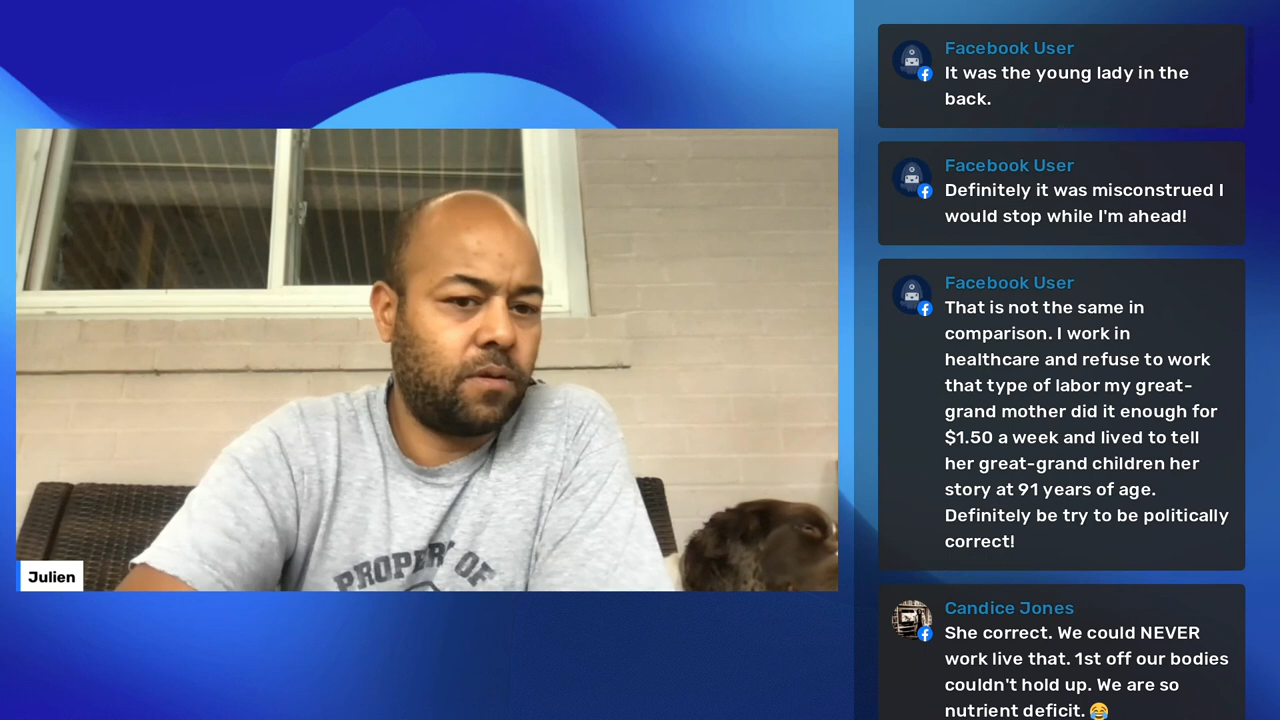 PROPERTY OF
Julien
Facebook User
It was the young lady in the
back.
Facebook User
Definitely it was misconstrued I
would stop while I'm ahead!
Facebook User
That is not the same in
comparison. I work in
healthcare and refuse to work
that type of labor my great-
grand mother did it enough for
$1.50 a week and lived to tell
her great-grand children her
story at 91 years of age.
Definitely be try to be politically
correct!
Candice Jones
She correct. We could NEVER
work live that. 1st off our bodies
couldn't hold up. We are so
nutrient deficit. 😂